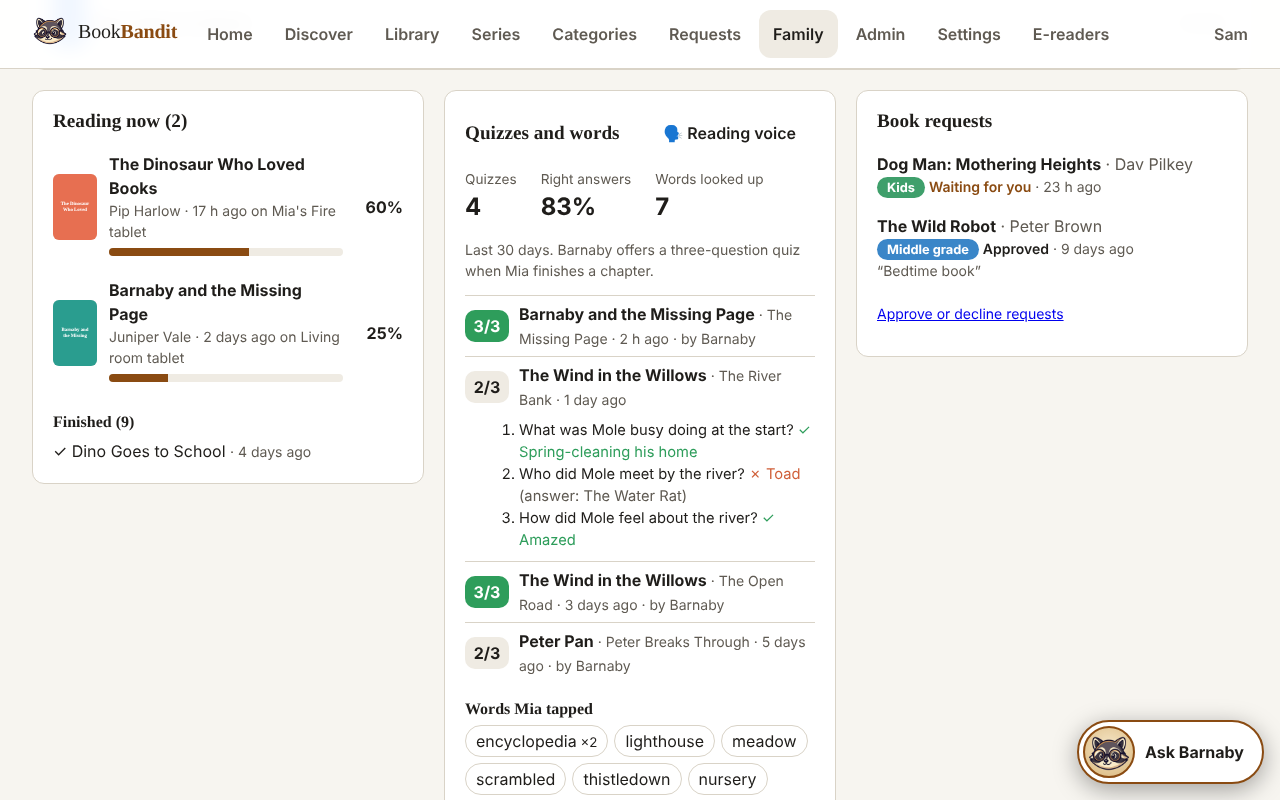 BookBandit
Home
Discover
Library
Series
Categories
Requests
Family
Admin
Settings
E-readers
Sam
Reading now (2)
The Dinosaur Who Loved
Books
Pip Harlow · 17 h ago on Mia's Fire
tablet
60%
The Dinosaur
Who Loved
Barnaby and the Missing
Page
Juniper Vale · 2 days ago on Living
room tablet
25%
Barnaby and
the Missing
Finished (9)
✓ Dino Goes to School · 4 days ago
Quizzes and words
🗣️ Reading voice
Quizzes
4
Right answers
83%
Words looked up
7
Last 30 days. Barnaby offers a three-question quiz
when Mia finishes a chapter.
3/3
Barnaby and the Missing Page · The
Missing Page · 2 h ago · by Barnaby
2/3
The Wind in the Willows · The River
Bank · 1 day ago
1. What was Mole busy doing at the start? ✓
Spring-cleaning his home
2. Who did Mole meet by the river? ✕ Toad
(answer: The Water Rat)
3. How did Mole feel about the river? ✓
Amazed
3/3
The Wind in the Willows · The Open
Road · 3 days ago · by Barnaby
2/3
Peter Pan · Peter Breaks Through · 5 days
ago · by Barnaby
Words Mia tapped
encyclopedia ×2
lighthouse
meadow
scrambled
thistledown
nursery
Book requests
Dog Man: Mothering Heights · Dav Pilkey
Kids Waiting for you · 23 h ago
The Wild Robot · Peter Brown
Middle grade Approved · 9 days ago
“Bedtime book”
Approve or decline requests
Ask Barnaby